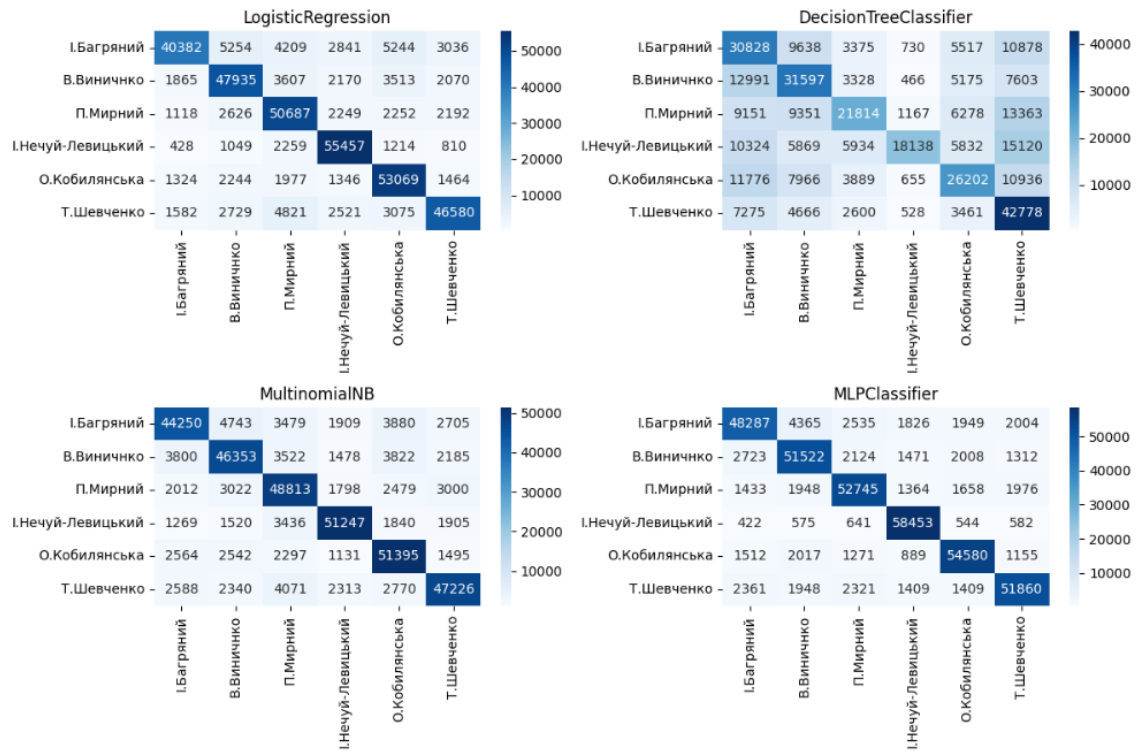 LogisticRegression
І.Багряний 40382 5254 4209 2841 5244 3036
В.Виничнко 1865 47935 3607 2170 3513 2070
П.Мирний 1118 2626 50687 2249 2252 2192
І.Нечуй-Левицький 428 1049 2259 55457 1214 810
О.Кобилянська 1324 2244 1977 1346 53069 1464
Т.Шевченко 1582 2729 4821 2521 3075 46580
І.Багряний В.Виничнко П.Мирний І.Нечуй-Левицький О.Кобилянська Т.Шевченко
50000
40000
30000
20000
10000
DecisionTreeClassifier
І.Багряний 30828 9638 3375 730 5517 10878
В.Виничнко 12991 31597 3328 466 5175 7603
П.Мирний 9151 9351 21814 1167 6278 13363
І.Нечуй-Левицький 10324 5869 5934 18138 5832 15120
О.Кобилянська 11776 7966 3889 655 26202 10936
Т.Шевченко 7275 4666 2600 528 3461 42778
І.Багряний В.Виничнко П.Мирний І.Нечуй-Левицький О.Кобилянська Т.Шевченко
40000
30000
20000
10000
MultinomialNB
І.Багряний 44250 4743 3479 1909 3880 2705
В.Виничнко 3800 46353 3522 1478 3822 2185
П.Мирний 2012 3022 48813 1798 2479 3000
І.Нечуй-Левицький 1269 1520 3436 51247 1840 1905
О.Кобилянська 2564 2542 2297 1131 51395 1495
Т.Шевченко 2588 2340 4071 2313 2770 47226
І.Багряний В.Виничнко П.Мирний І.Нечуй-Левицький О.Кобилянська Т.Шевченко
50000
40000
30000
20000
10000
MLPClassifier
І.Багряний 48287 4365 2535 1826 1949 2004
В.Виничнко 2723 51522 2124 1471 2008 1312
П.Мирний 1433 1948 52745 1364 1658 1976
І.Нечуй-Левицький 422 575 641 58453 544 582
О.Кобилянська 1512 2017 1271 889 54580 1155
Т.Шевченко 2361 1948 2321 1409 1409 51860
І.Багряний В.Виничнко П.Мирний І.Нечуй-Левицький О.Кобилянська Т.Шевченко
50000
40000
30000
20000
10000